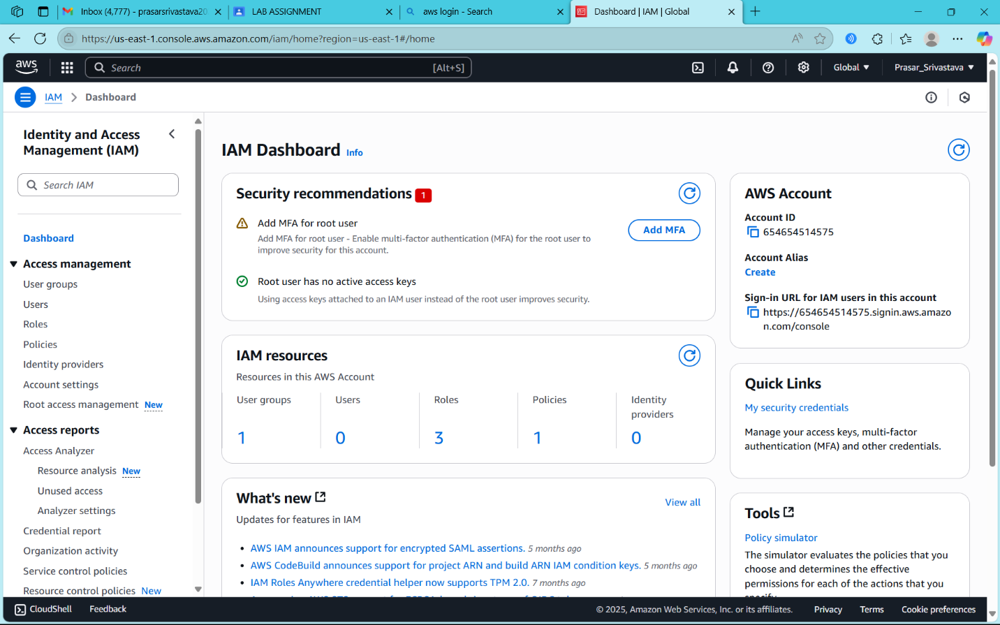 Inbox (4,777) - prasarsrivastava20
LAB ASSIGNMENT
aws login - Search
Dashboard | IAM | Global
https://us-east-1.console.aws.amazon.com/iam/home?region=us-east-1#/home
aws
Search
[Alt+S]
Global
Prasar_Srivastava
IAM
Dashboard
Identity and Access
Management (IAM)
Search IAM
Dashboard
Access management
User groups
Users
Roles
Policies
Identity providers
Account settings
Root access management New
Access reports
Access Analyzer
Resource analysis New
Unused access
Analyzer settings
Credential report
Organization activity
Service control policies
Resource control policies New
IAM Dashboard Info
Security recommendations 1
Add MFA for root user
Add MFA for root user - Enable multi-factor authentication (MFA) for the root user to
improve security for this account.
Add MFA
Root user has no active access keys
Using access keys attached to an IAM user instead of the root user improves security.
IAM resources
Resources in this AWS Account
User groups
1
Users
0
Roles
3
Policies
1
Identity
providers
0
What's new
View all
Updates for features in IAM
• AWS IAM announces support for encrypted SAML assertions. 5 months ago
• AWS CodeBuild announces support for project ARN and build ARN IAM condition keys. 5 months ago
• IAM Roles Anywhere credential helper now supports TPM 2.0. 7 months ago
AWS Account
Account ID
654654514575
Account Alias
Create
Sign-in URL for IAM users in this account
https://654654514575.signin.aws.amazo
n.com/console
Quick Links
My security credentials
Manage your access keys, multi-factor
authentication (MFA) and other credentials.
Tools
Policy simulator
The simulator evaluates the policies that you
choose and determines the effective
permissions for each of the actions that you
specify.
CloudShell
Feedback
© 2025, Amazon Web Services, Inc. or its affiliates.
Privacy
Terms
Cookie preferences